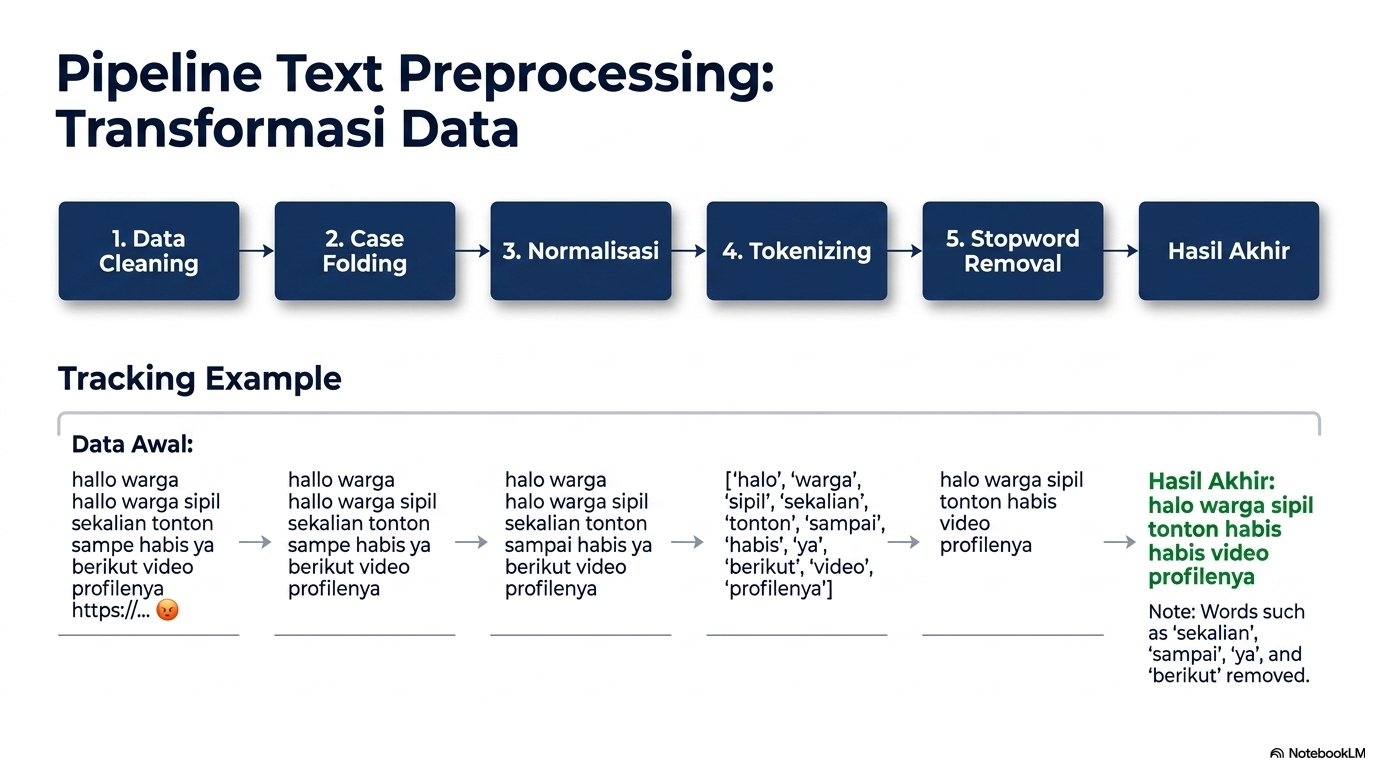 Pipeline Text Preprocessing:
Transformasi Data
1. Data
Cleaning
2. Case
Folding
3. Normalisasi
4. Tokenizing
5. Stopword
Removal
Hasil Akhir
Tracking Example
Data Awal:
hallo warga
hallo warga sipil
sekalian tonton
sampe habis ya
berikut video
profilenya
https://... 😡
hallo warga
hallo warga sipil
sekalian tonton
sampe habis ya
berikut video
profilenya
halo warga
halo warga sipil
sekalian tonton
sampai habis ya
berikut video
profilenya
[‘halo’, ‘warga’,
‘sipil’, ‘sekalian’,
‘tonton’, ‘sampai’,
‘habis’, ‘ya’,
‘berikut’, ‘video’,
‘profilenya’]
halo warga sipil
tonton habis
video
profilenya
Hasil Akhir:
halo warga sipil
tonton habis
habis video
profilenya
Note: Words such
as ‘sekalian’,
‘sampai’, ‘ya’, and
‘berikut’ removed.
NotebookLM